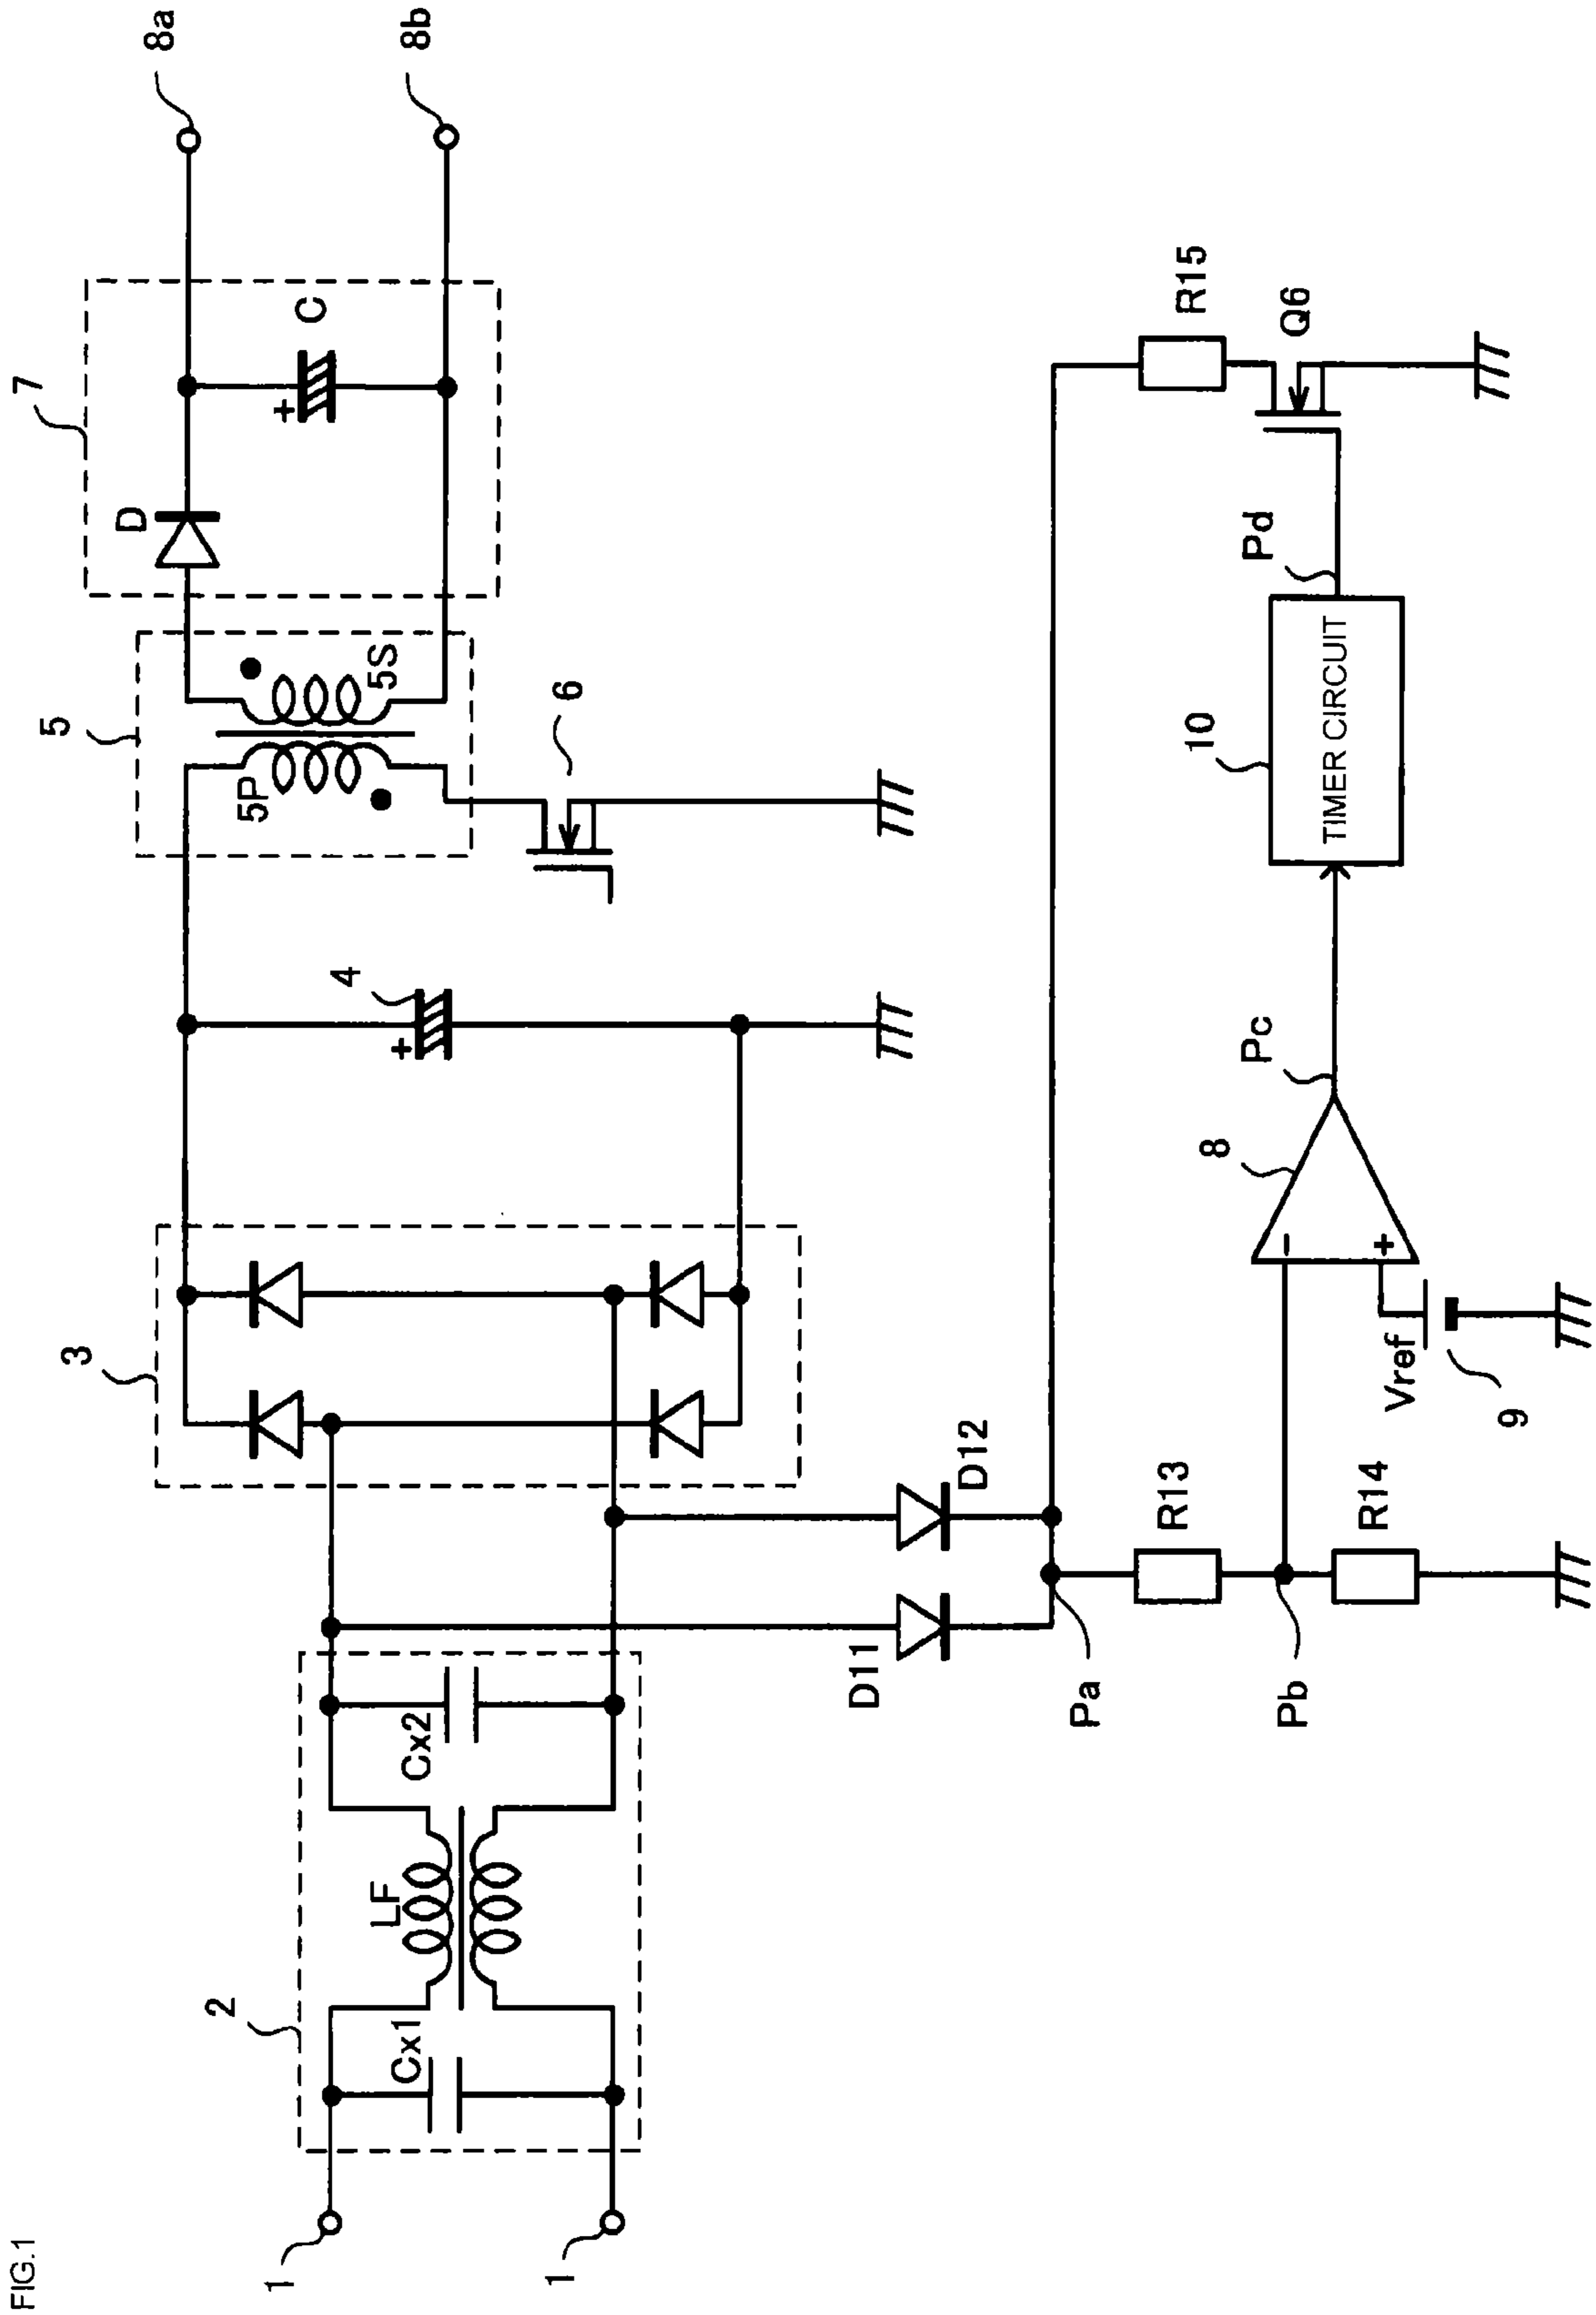 FIG.1
1
1
2
Cx1
LF
Cx2
3
4
5
5P
5S
6
7
D
C
8a
8b
D11
D12
Pa
R13
Pb
R14
8
−
+
Vref
9
Pc
10
TIMER CIRCUIT
Pd
R15
Q6
+
+